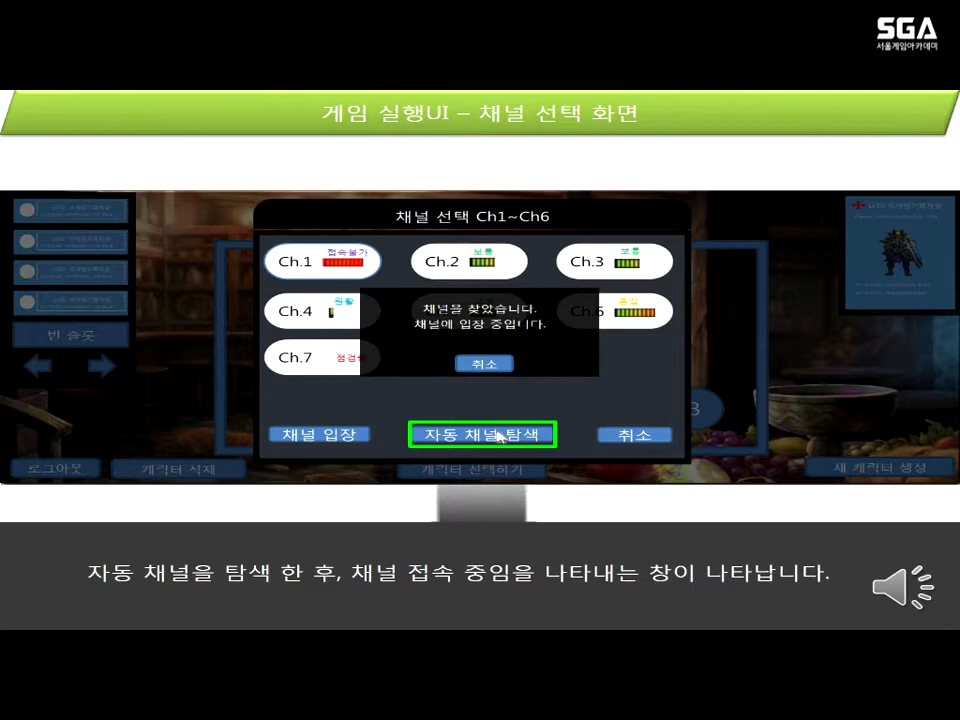 SGA
서울게임아카데미
게임 실행UI – 채널 선택 화면
채널 선택 Ch1~Ch6
Ch.1 접속불가
Ch.2 보통
Ch.3 보통
Ch.4 원활
Ch.6 혼잡
Ch.7 점검중
채널을 찾았습니다.
채널에 입장 중입니다.
취소
빈 슬롯
채널 입장
자동 채널 탐색
취소
로그아웃
캐릭터 삭제
캐릭터 선택하기
새 캐릭터 생성
자동 채널을 탐색 한 후, 채널 접속 중임을 나타내는 창이 나타납니다.